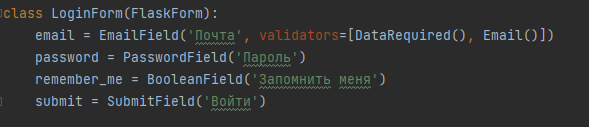 class LoginForm(FlaskForm):
    email = EmailField('Почта', validators=[DataRequired(), Email()])
    password = PasswordField('Пароль')
    remember_me = BooleanField('Запомнить меня')
    submit = SubmitField('Войти')